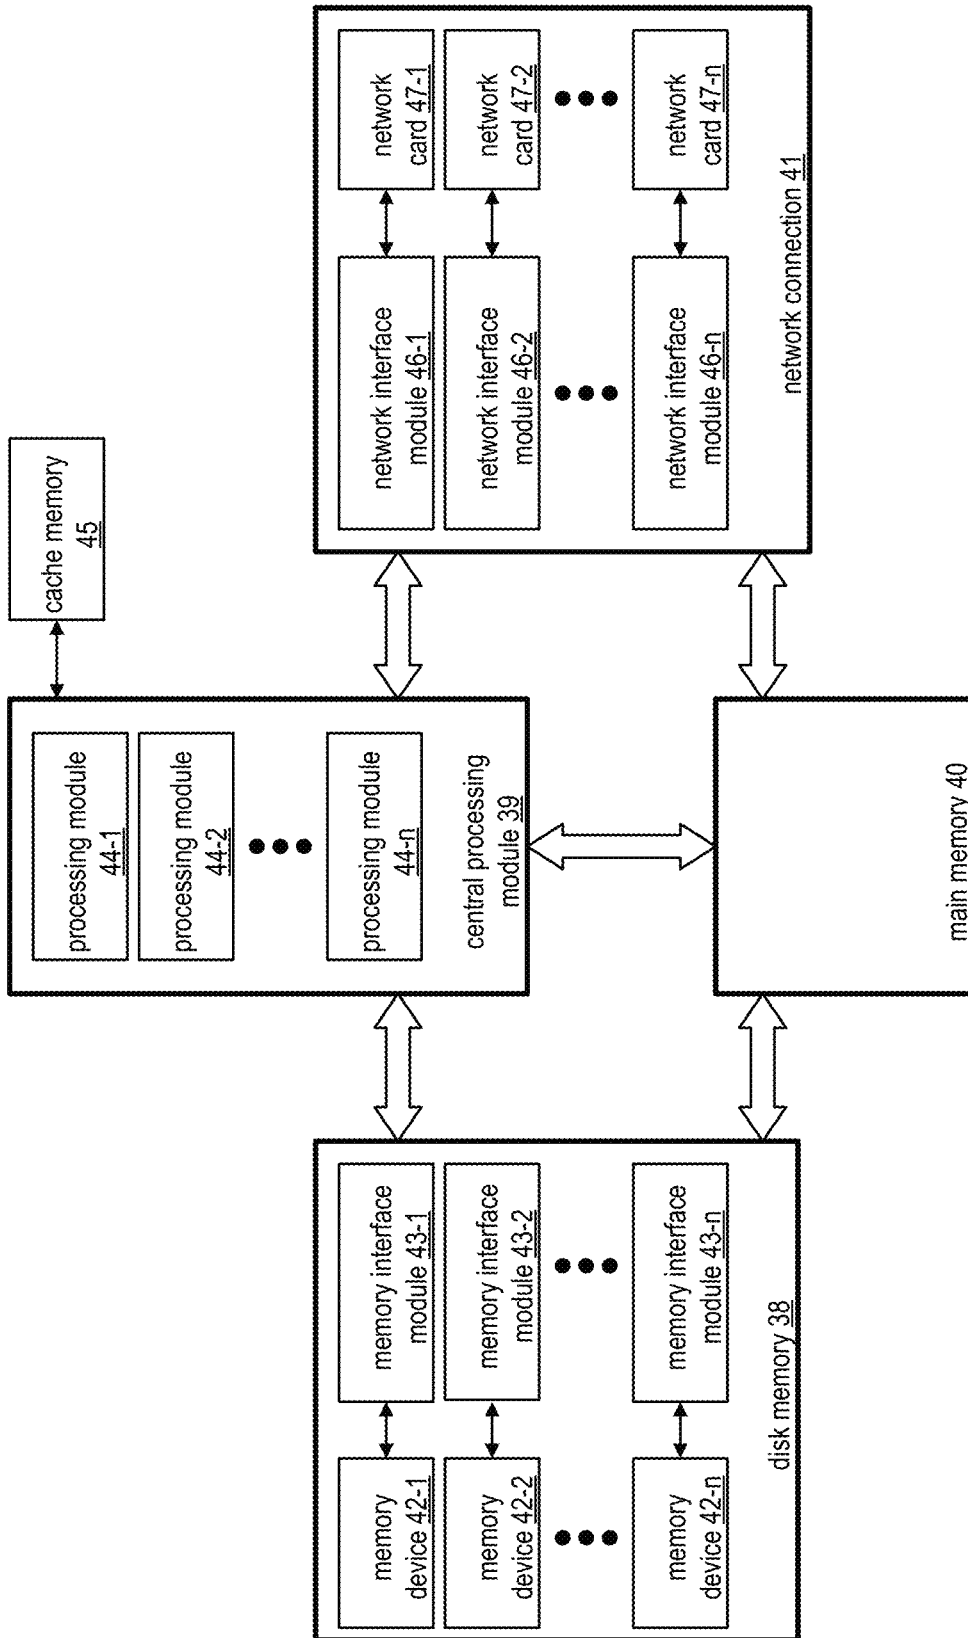 cache memory
45
processing module
44-1
processing module
44-2
processing module
44-n
central processing
module 39
memory
device 42-1
memory interface
module 43-1
memory
device 42-2
memory interface
module 43-2
memory
device 42-n
memory interface
module 43-n
disk memory 38
network interface
module 46-1
network
card 47-1
network interface
module 46-2
network
card 47-2
network interface
module 46-n
network
card 47-n
network connection 41
main memory 40